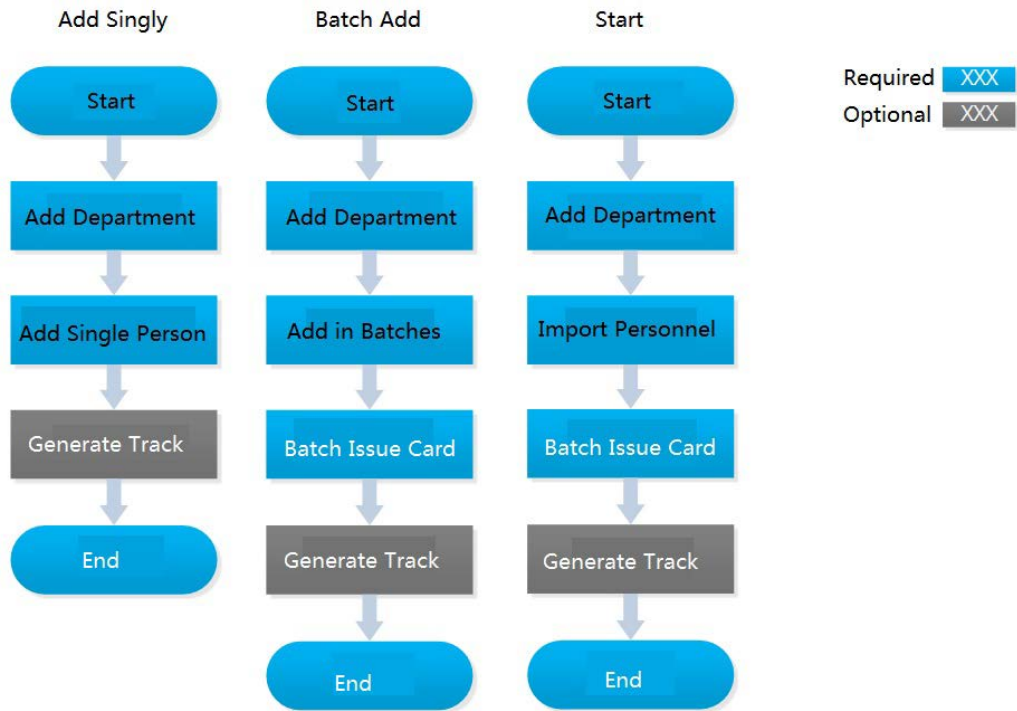 Add Singly
Batch Add
Start
Required XXX
Optional XXX
Start
Add Department
Add Single Person
Generate Track
End
Start
Add Department
Add in Batches
Batch Issue Card
Generate Track
End
Start
Add Department
Import Personnel
Batch Issue Card
Generate Track
End